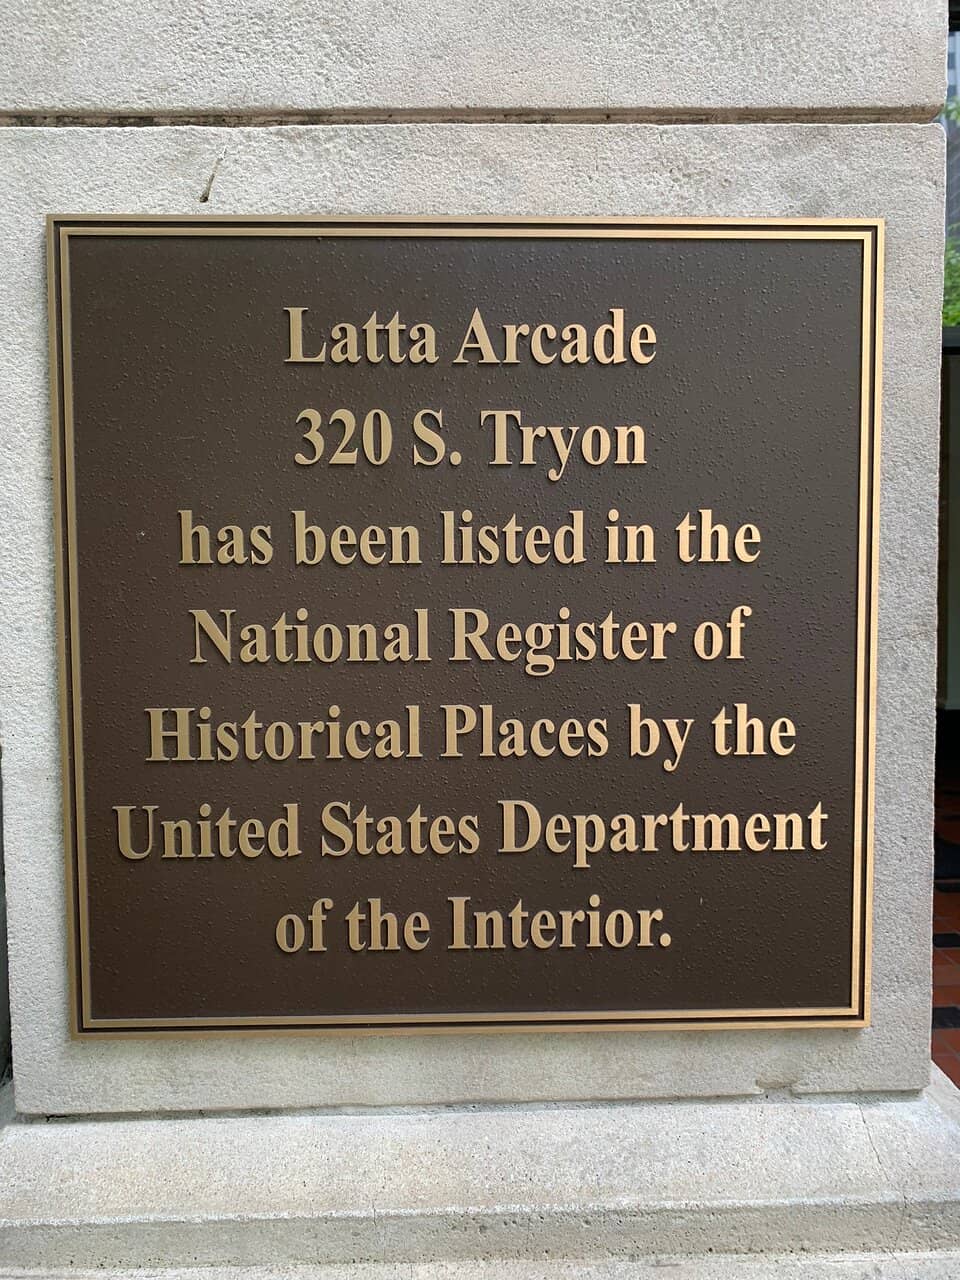 Latta Arcade
320 S. Tryon
has been listed in the
National Register of
Historical Places by the
United States Department
of the Interior.